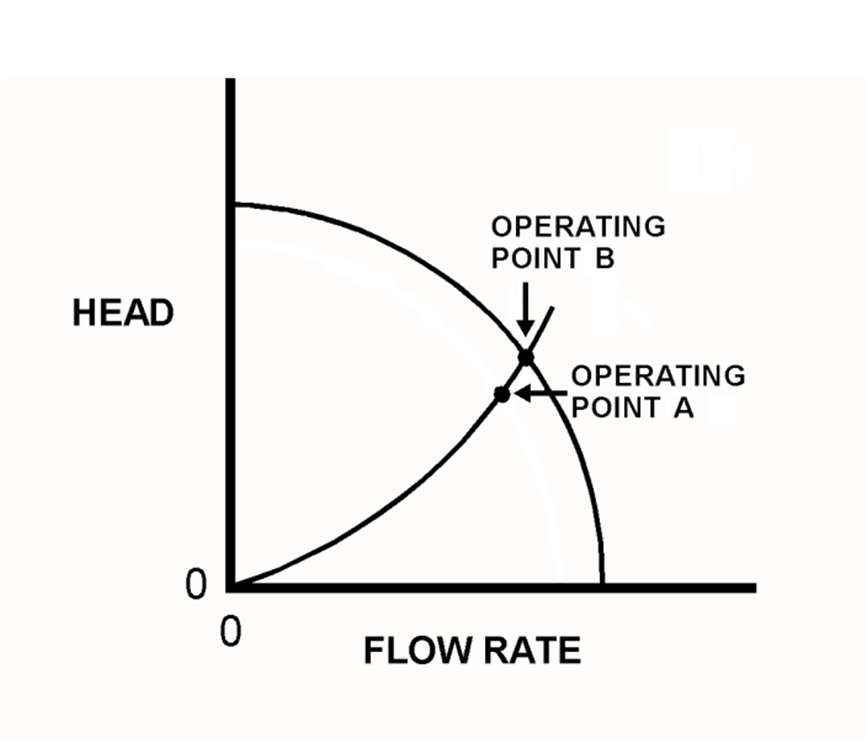 OPERATING
POINT B
HEAD
OPERATING
POINT A
0
0
FLOW RATE